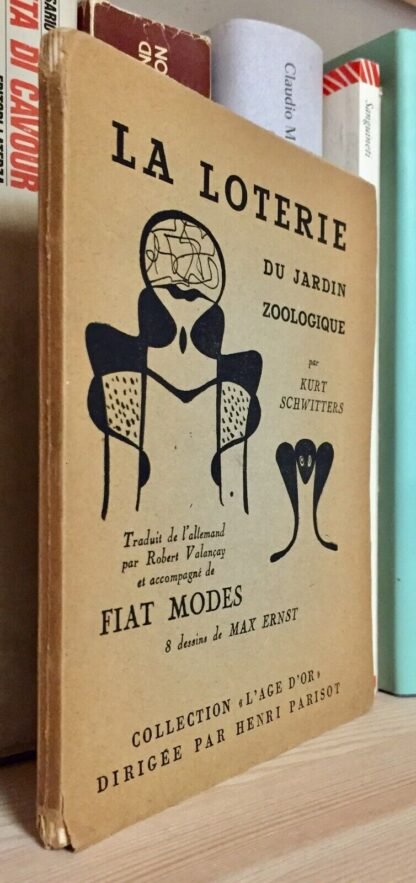 LA LOTERIE
DU JARDIN
ZOOLOGIQUE
par
KURT
SCHWITTERS
Traduit de l'allemand
par Robert Valançay
et accompagné de
FIAT MODES
8 dessins de MAX ERNST
COLLECTION «L'AGE D'OR»
DIRIGÉE PAR HENRI PARISOT
TA DI CAVOUR
Claudio M
Sanguineti